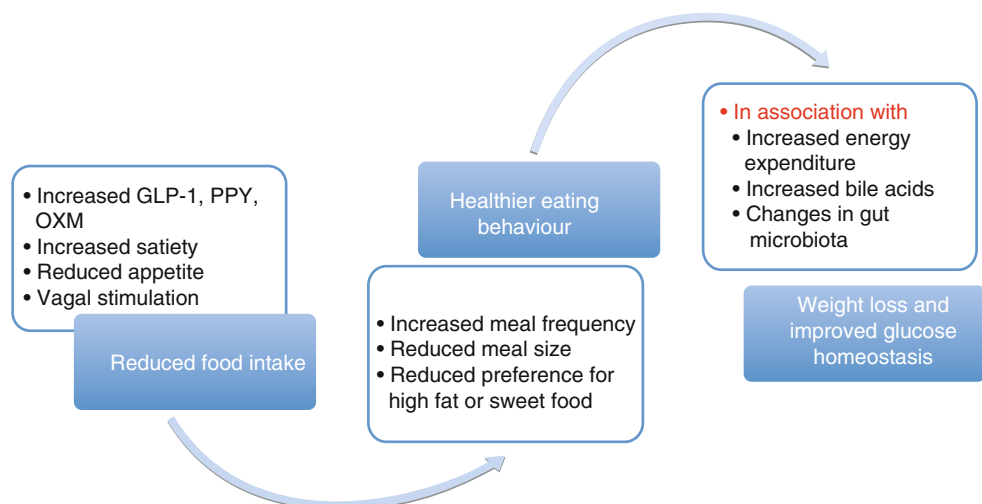 • Increased GLP-1, PPY,
OXM
• Increased satiety
• Reduced appetite
• Vagal stimulation
Reduced food intake
Healthier eating
behaviour
• Increased meal frequency
• Reduced meal size
• Reduced preference for
high fat or sweet food
• In association with
• Increased energy
expenditure
• Increased bile acids
• Changes in gut
microbiota
Weight loss and
improved glucose
homeostasis